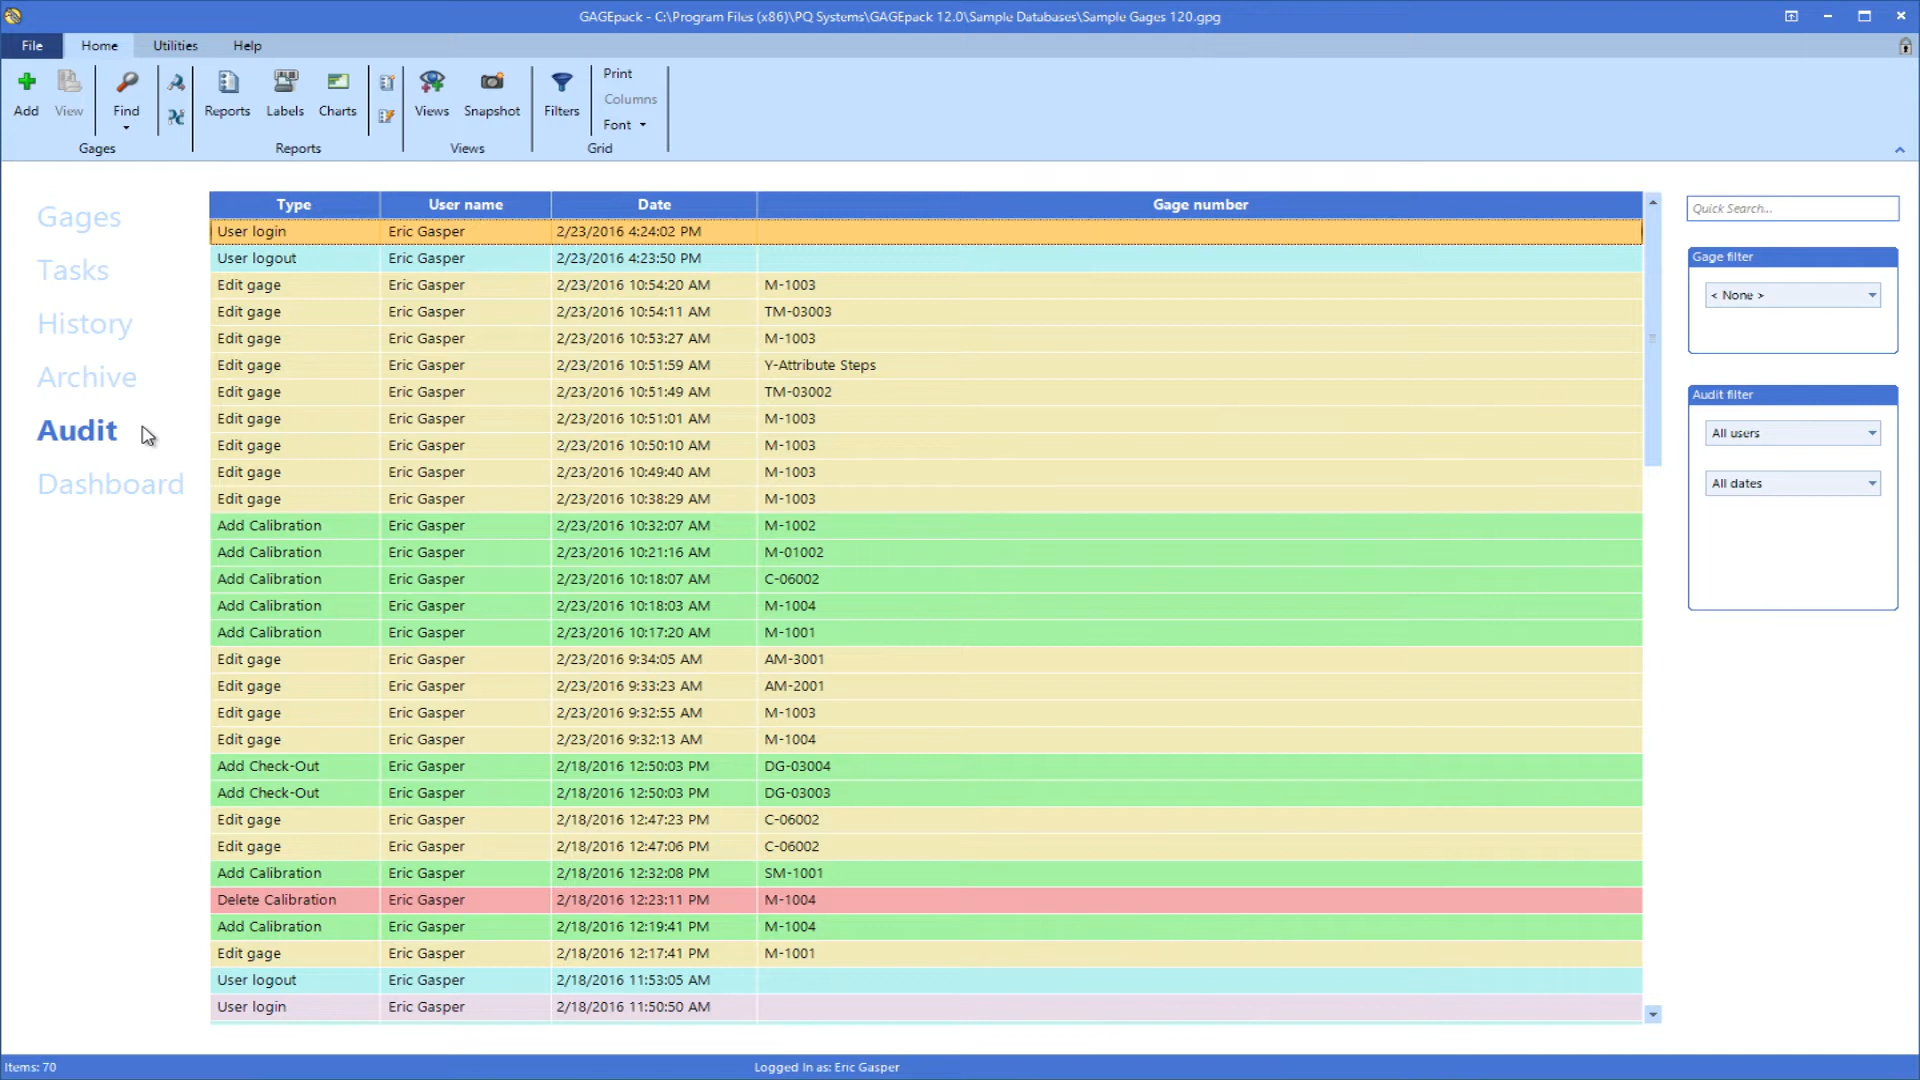 GAGEpack - C:\Program Files (x86)\PQ Systems\GAGEpack 12.0\Sample Databases\Sample Gages 120.gpg
File Home Utilities Help
Add View Find Reports Labels Charts Views Snapshot Filters
Print
Columns
Font
Gages Reports Views Grid
Gages
Tasks
History
Archive
Audit
Dashboard
Type User name Date Gage number
User login Eric Gasper 2/23/2016 4:24:02 PM
User logout Eric Gasper 2/23/2016 4:23:50 PM
Edit gage Eric Gasper 2/23/2016 10:54:20 AM M-1003
Edit gage Eric Gasper 2/23/2016 10:54:11 AM TM-03003
Edit gage Eric Gasper 2/23/2016 10:53:27 AM M-1003
Edit gage Eric Gasper 2/23/2016 10:51:59 AM Y-Attribute Steps
Edit gage Eric Gasper 2/23/2016 10:51:49 AM TM-03002
Edit gage Eric Gasper 2/23/2016 10:51:01 AM M-1003
Edit gage Eric Gasper 2/23/2016 10:50:10 AM M-1003
Edit gage Eric Gasper 2/23/2016 10:49:40 AM M-1003
Edit gage Eric Gasper 2/23/2016 10:38:29 AM M-1003
Add Calibration Eric Gasper 2/23/2016 10:32:07 AM M-1002
Add Calibration Eric Gasper 2/23/2016 10:21:16 AM M-01002
Add Calibration Eric Gasper 2/23/2016 10:18:07 AM C-06002
Add Calibration Eric Gasper 2/23/2016 10:18:03 AM M-1004
Add Calibration Eric Gasper 2/23/2016 10:17:20 AM M-1001
Edit gage Eric Gasper 2/23/2016 9:34:05 AM AM-3001
Edit gage Eric Gasper 2/23/2016 9:33:23 AM AM-2001
Edit gage Eric Gasper 2/23/2016 9:32:55 AM M-1003
Edit gage Eric Gasper 2/23/2016 9:32:13 AM M-1004
Add Check-Out Eric Gasper 2/18/2016 12:50:03 PM DG-03004
Add Check-Out Eric Gasper 2/18/2016 12:50:03 PM DG-03003
Edit gage Eric Gasper 2/18/2016 12:47:23 PM C-06002
Edit gage Eric Gasper 2/18/2016 12:47:06 PM C-06002
Add Calibration Eric Gasper 2/18/2016 12:32:08 PM SM-1001
Delete Calibration Eric Gasper 2/18/2016 12:23:11 PM M-1004
Add Calibration Eric Gasper 2/18/2016 12:19:41 PM M-1004
Edit gage Eric Gasper 2/18/2016 12:17:41 PM M-1001
User logout Eric Gasper 2/18/2016 11:53:05 AM
User login Eric Gasper 2/18/2016 11:50:50 AM
Quick Search...
Gage filter
< None >
Audit filter
All users
All dates
Items: 70 Logged In as: Eric Gasper